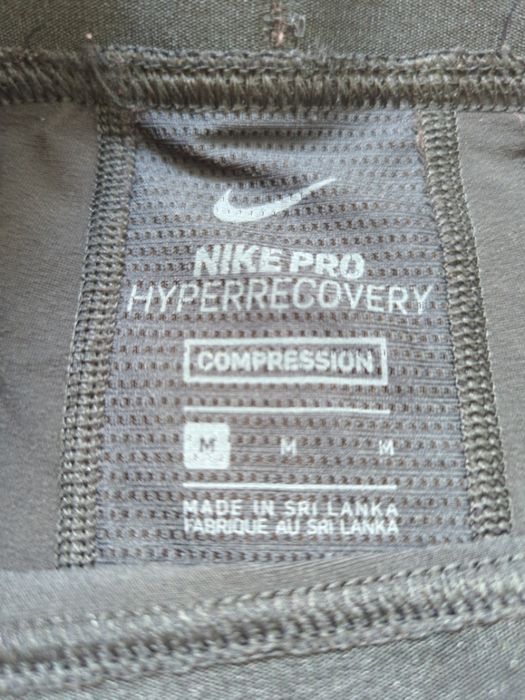 NIKE PRO
HYPERRECOVERY
COMPRESSION
M M M
MADE IN SRI LANKA
FABRIQUE AU SRI LANKA